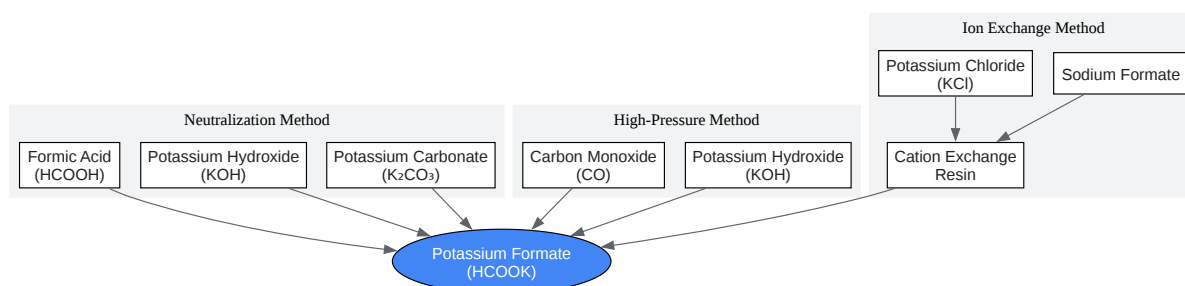 Ion Exchange Method
Potassium Chloride
(KCl)
Sodium Formate
Neutralization Method
High-Pressure Method
Formic Acid
(HCOOH)
Potassium Hydroxide
(KOH)
Potassium Carbonate
(K₂CO₃)
Carbon Monoxide
(CO)
Potassium Hydroxide
(KOH)
Cation Exchange
Resin
Potassium Formate
(HCOOK)